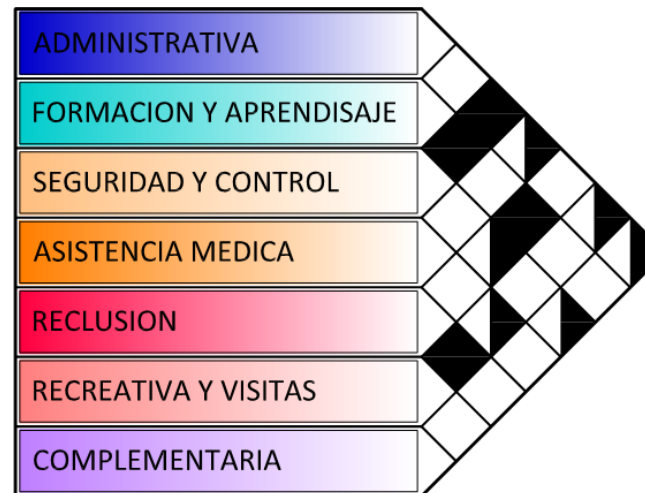 ADMINISTRATIVA
FORMACION Y APRENDISAJE
SEGURIDAD Y CONTROL
ASISTENCIA MEDICA
RECLUSION
RECREATIVA Y VISITAS
COMPLEMENTARIA